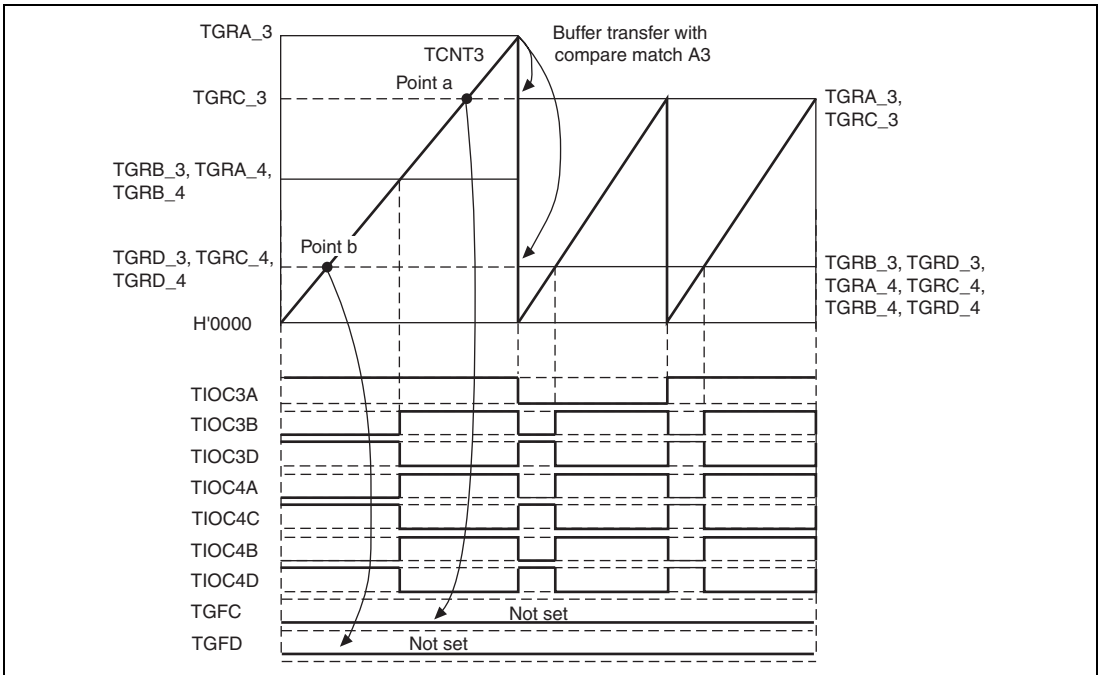 TGRA_3
TCNT3
Buffer transfer with
compare match A3
Point a
TGRC_3
TGRA_3,
TGRC_3
TGRB_3, TGRA_4,
TGRB_4
Point b
TGRD_3, TGRC_4,
TGRD_4
TGRB_3, TGRD_3,
TGRA_4, TGRC_4,
TGRB_4, TGRD_4
H'0000
TIOC3A
TIOC3B
TIOC3D
TIOC4A
TIOC4C
TIOC4B
TIOC4D
TGFC
Not set
TGFD
Not set